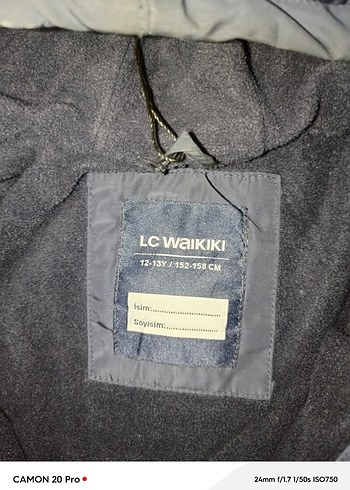 LC WAIKIKI
12-13Y / 152-158 CM
İsim:........................
Soyisim:........................
CAMON 20 Pro
24mm f/1.7 1/50s ISO750